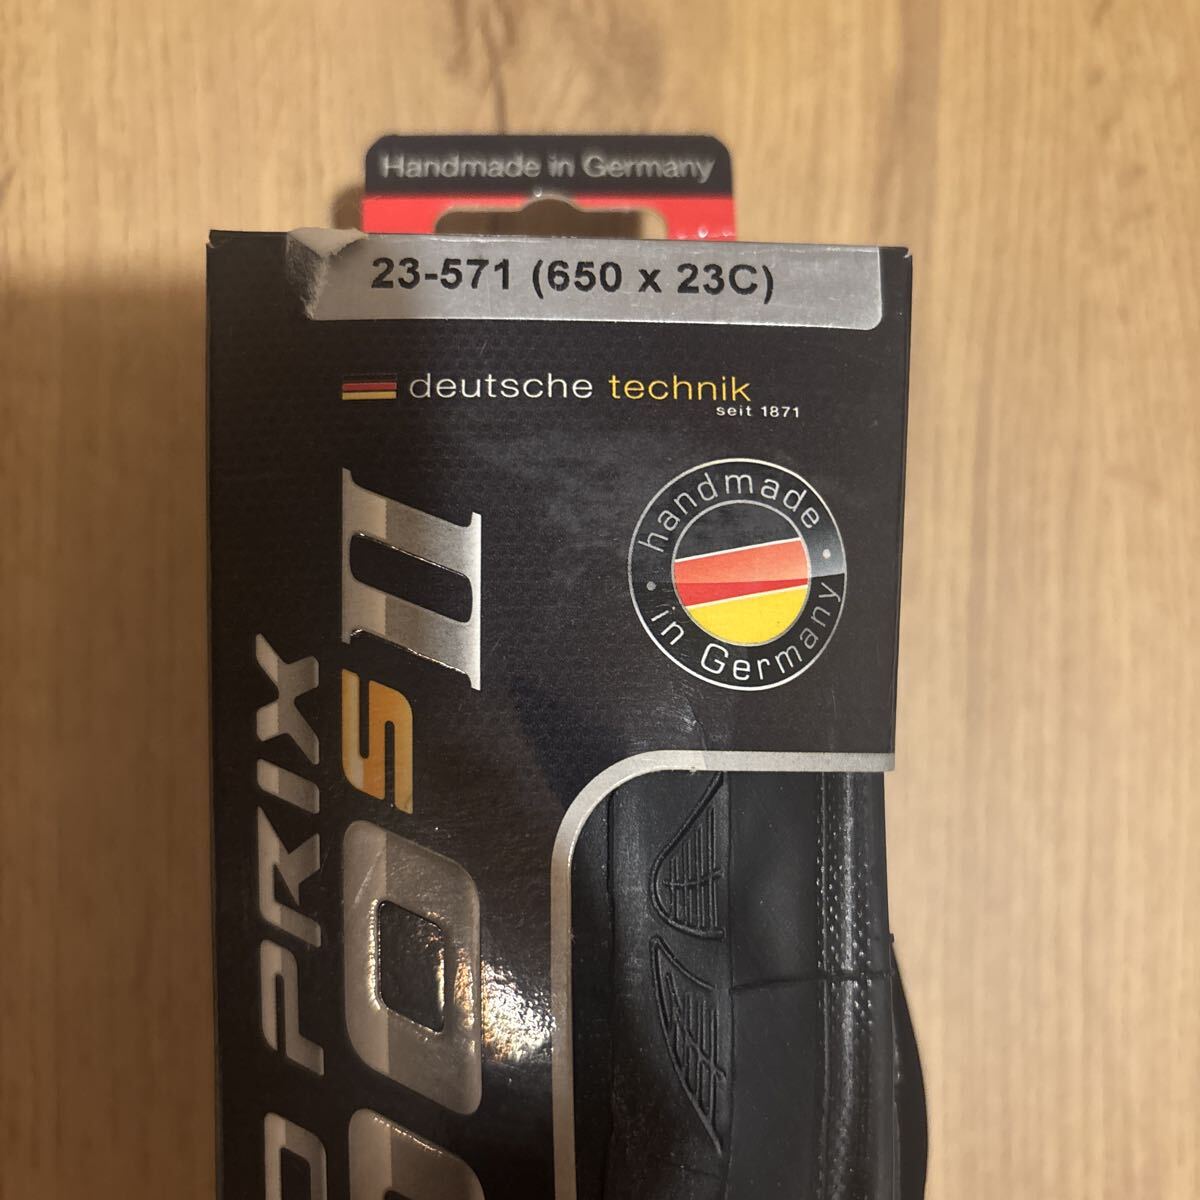 Handmade in Germany
23-571 (650 x 23C)
deutsche technik
seit 1871
handmade
in Germany
PRIX
s II